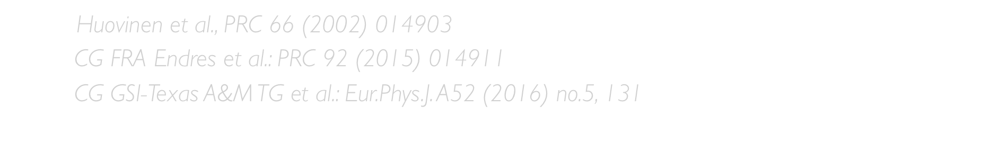 Huovinen et al., PRC 66 (2002) 014903
CG FRA Endres et al.: PRC 92 (2015) 014911
CG GSI-Texas A&M TG et al.: Eur.Phys.J. A52 (2016) no.5, 131